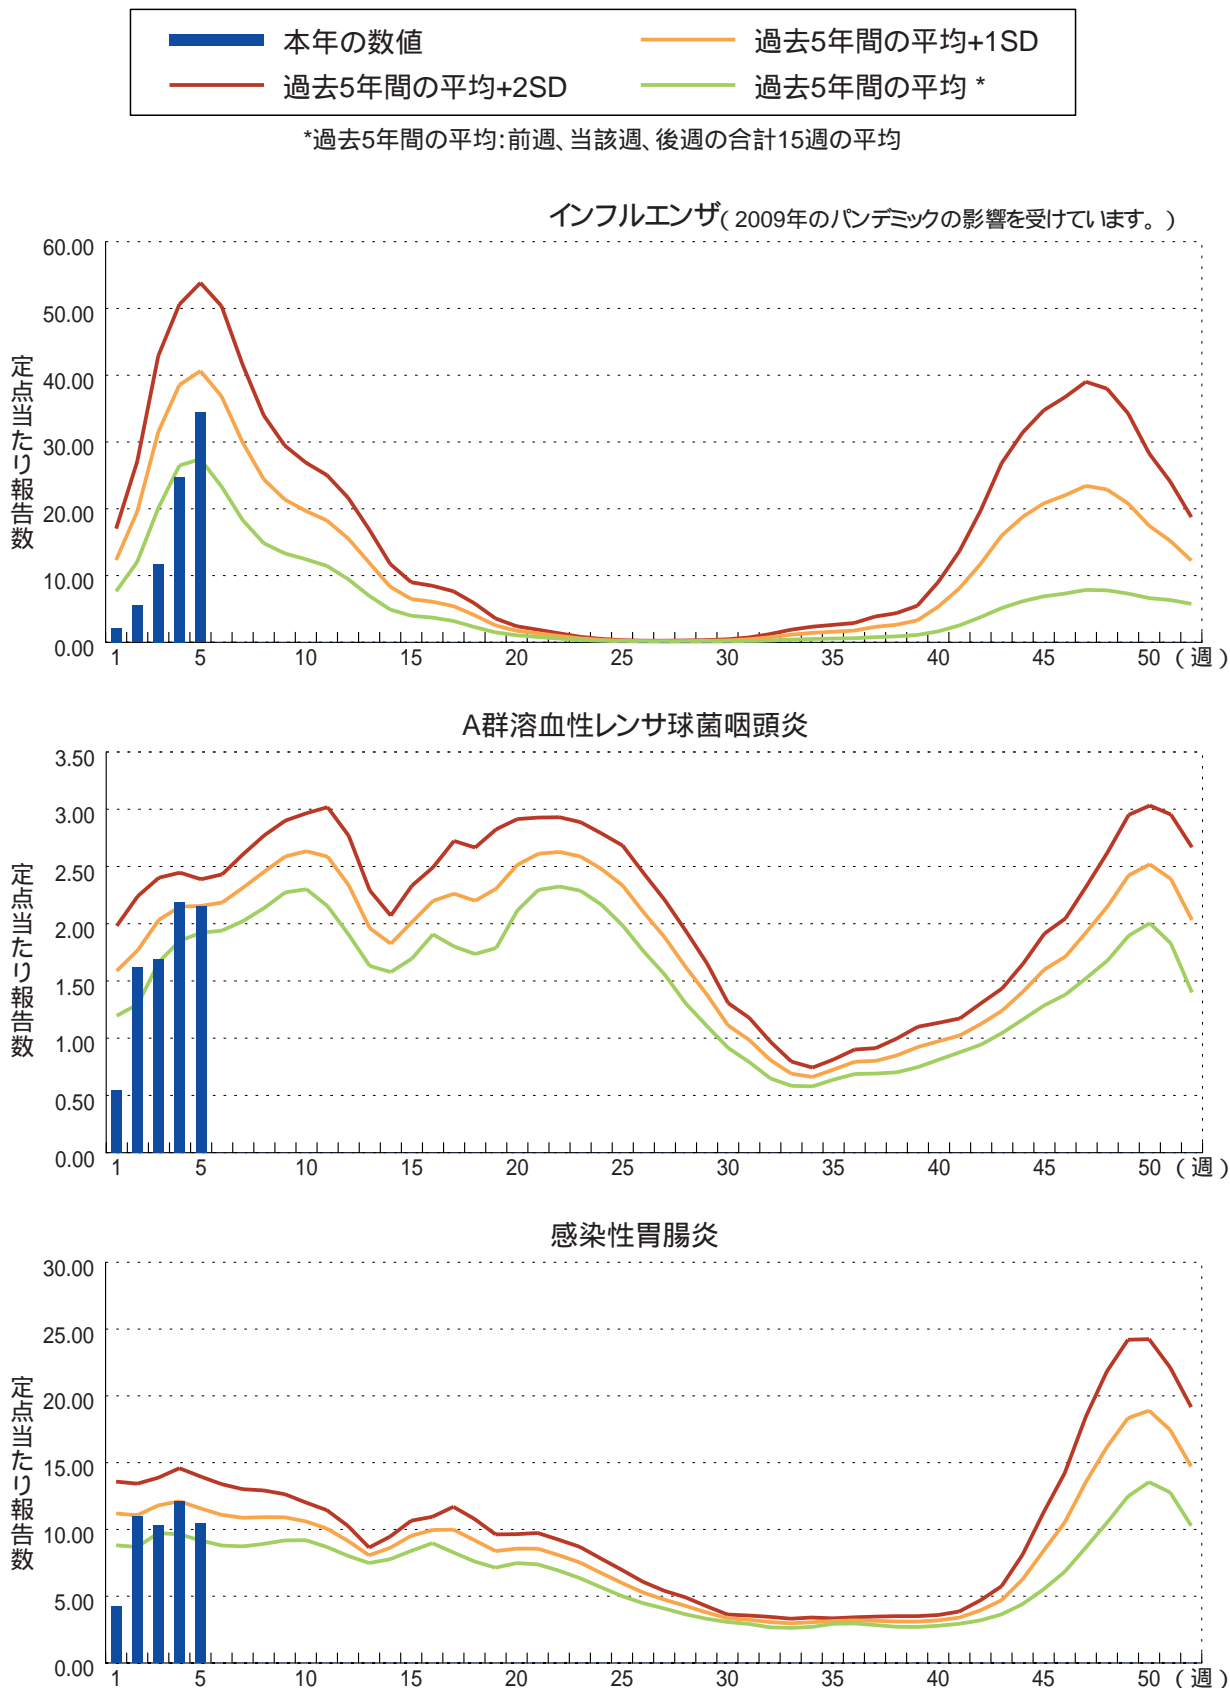 本年の数値
過去5年間の平均+1SD
過去5年間の平均+2SD
過去5年間の平均 *
*過去5年間の平均:前週、当該週、後週の合計15週の平均
インフルエンザ( 2009年のパンデミックの影響を受けています。 )
定点当たり報告数
60.00
50.00
40.00
30.00
20.00
10.00
0.00
1 5 10 15 20 25 30 35 40 45 50 (週)
A群溶血性レンサ球菌咽頭炎
定点当たり報告数
3.50
3.00
2.50
2.00
1.50
1.00
0.50
0.00
1 5 10 15 20 25 30 35 40 45 50 (週)
感染性胃腸炎
定点当たり報告数
30.00
25.00
20.00
15.00
10.00
5.00
0.00
1 5 10 15 20 25 30 35 40 45 50 (週)